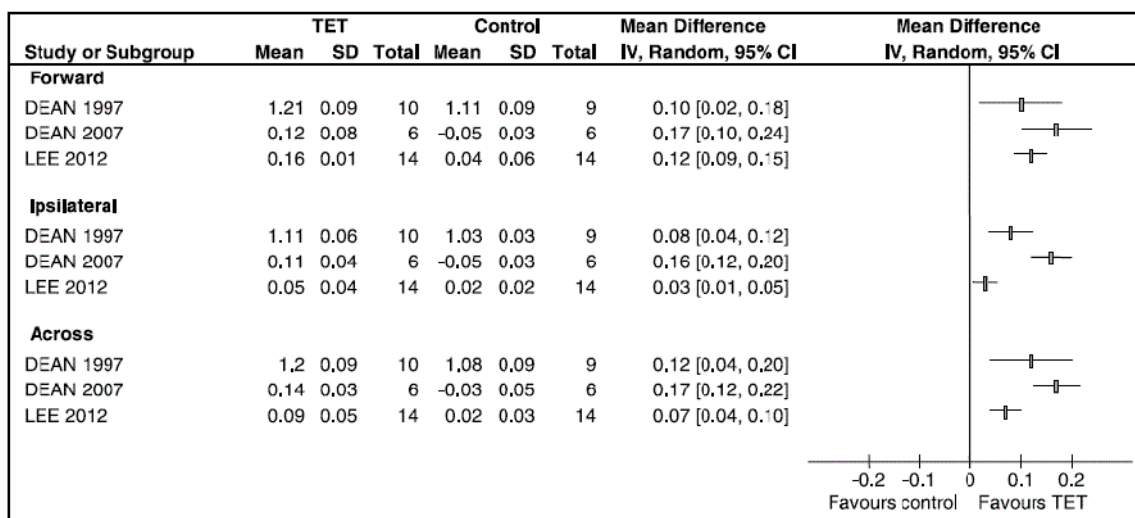 TET Control Mean Difference Mean Difference
Study or Subgroup Mean SD Total Mean SD Total IV, Random, 95% CI IV, Random, 95% CI
Forward
DEAN 1997 1.21 0.09 10 1.11 0.09 9 0.10 [0.02, 0.18]
DEAN 2007 0.12 0.08 6 -0.05 0.03 6 0.17 [0.10, 0.24]
LEE 2012 0.16 0.01 14 0.04 0.06 14 0.12 [0.09, 0.15]
Ipsilateral
DEAN 1997 1.11 0.06 10 1.03 0.03 9 0.08 [0.04, 0.12]
DEAN 2007 0.11 0.04 6 -0.05 0.03 6 0.16 [0.12, 0.20]
LEE 2012 0.05 0.04 14 0.02 0.02 14 0.03 [0.01, 0.05]
Across
DEAN 1997 1.2 0.09 10 1.08 0.09 9 0.12 [0.04, 0.20]
DEAN 2007 0.14 0.03 6 -0.03 0.05 6 0.17 [0.12, 0.22]
LEE 2012 0.09 0.05 14 0.02 0.03 14 0.07 [0.04, 0.10]
-0.2 -0.1 0 0.1 0.2
Favours control Favours TET